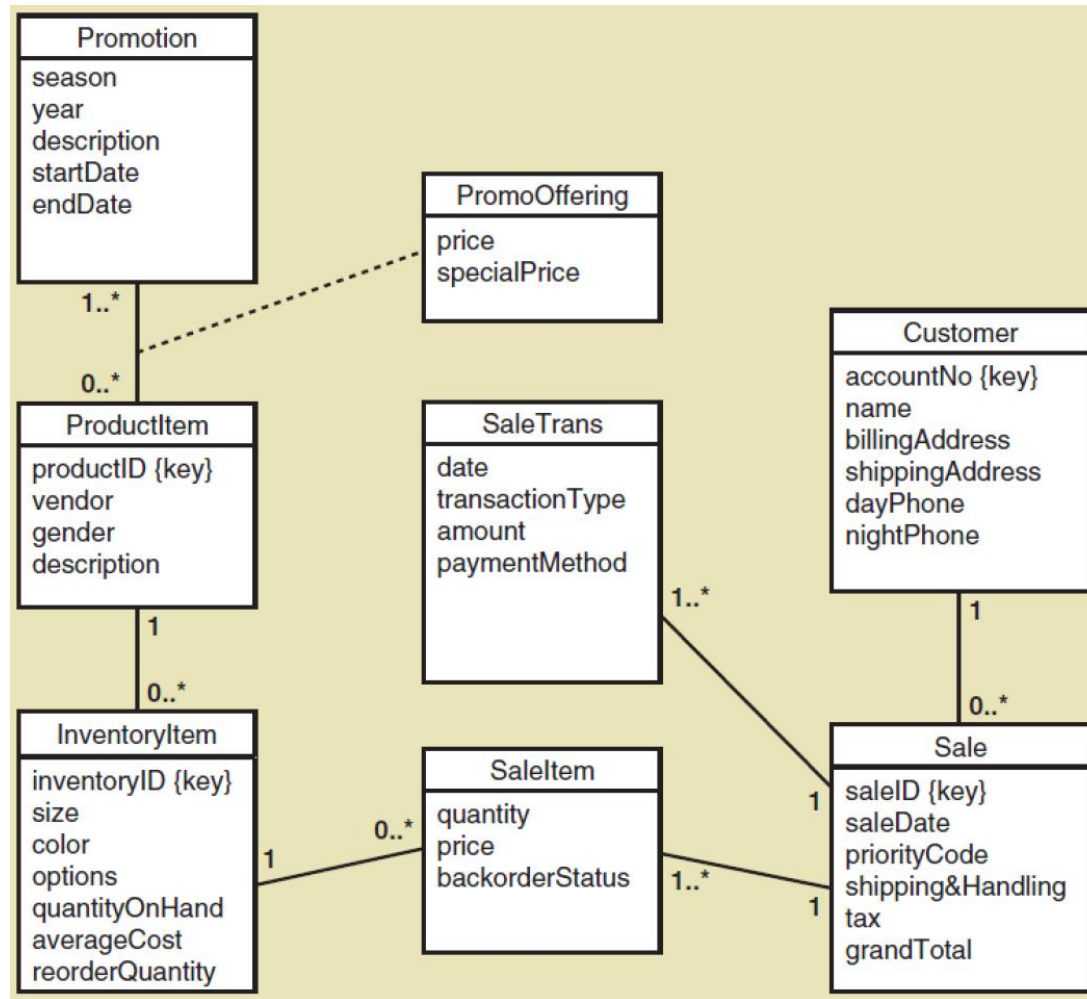 Promotion
season
year
description
startDate
endDate
1..*
0..*
PromoOffering
price
specialPrice
ProductItem
productID {key}
vendor
gender
description
1
0..*
SaleTrans
date
transactionType
amount
paymentMethod
1..*
1
Customer
accountNo {key}
name
billingAddress
shippingAddress
dayPhone
nightPhone
1
0..*
InventoryItem
inventoryID {key}
size
color
options
quantityOnHand
averageCost
reorderQuantity
1
0..*
SaleItem
quantity
price
backorderStatus
1..*
1
Sale
saleID {key}
saleDate
priorityCode
shipping&Handling
tax
grandTotal